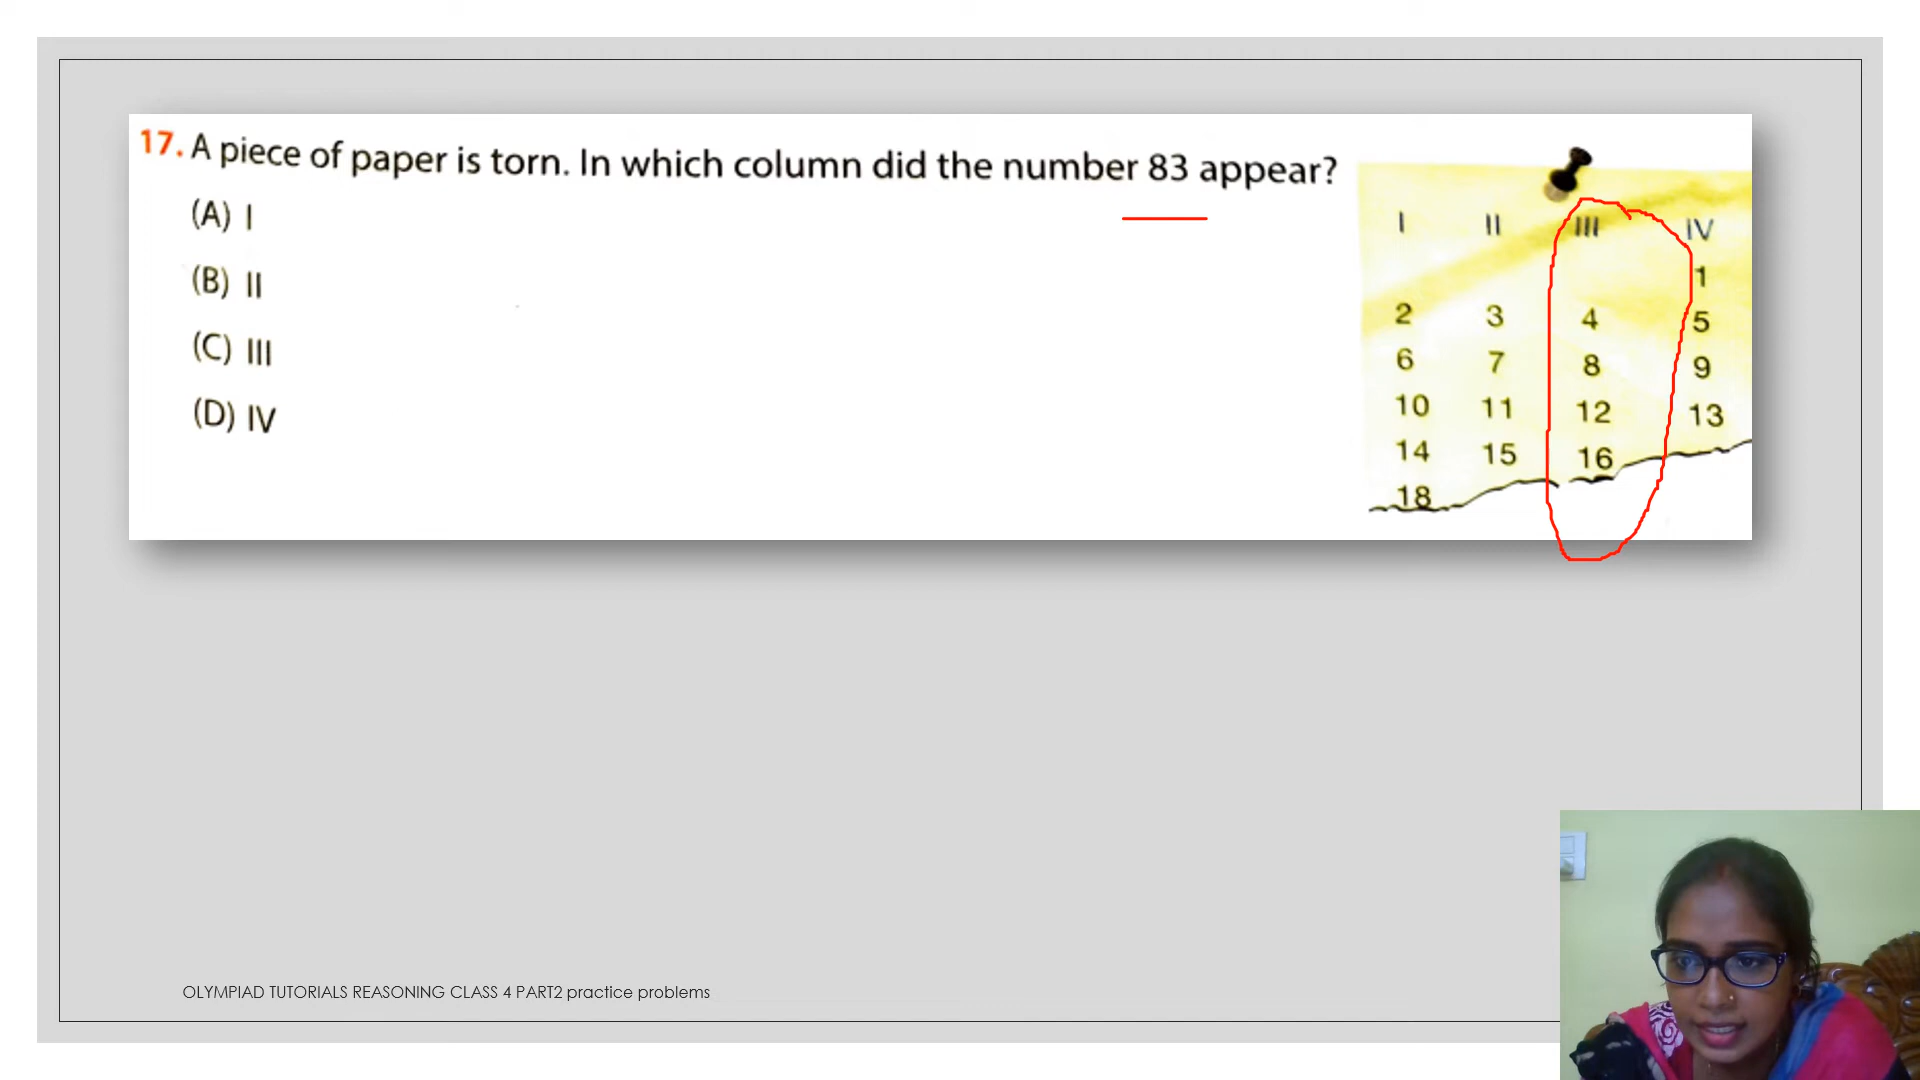 17. A piece of paper is torn. In which column did the number 83 appear?
(A) I
(B) II
(C) III
(D) IV
I II III IV
1
2 3 4 5
6 7 8 9
10 11 12 13
14 15 16
18
OLYMPIAD TUTORIALS REASONING CLASS 4 PART2 practice problems